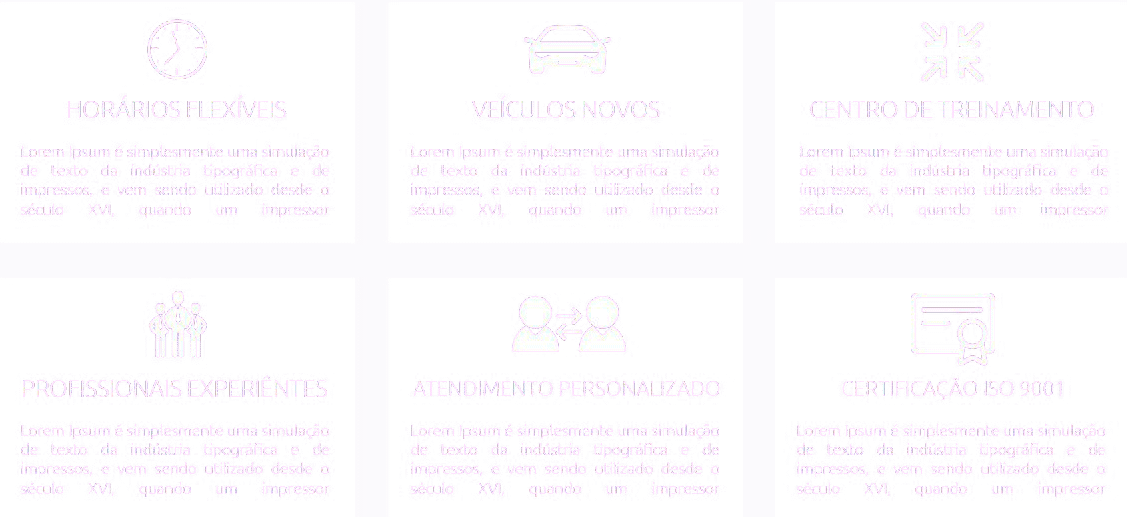 HORÁRIOS FLEXÍVEIS
Lorem Ipsum é simplesmente uma simulação
de texto da indústria tipográfica e de
impressos, e vem sendo utilizado desde o
século XVI, quando um impressor
VEÍCULOS NOVOS
Lorem Ipsum é simplesmente uma simulação
de texto da indústria tipográfica e de
impressos, e vem sendo utilizado desde o
século XVI, quando um impressor
CENTRO DE TREINAMENTO
Lorem Ipsum é simplesmente uma simulação
de texto da indústria tipográfica e de
impressos, e vem sendo utilizado desde o
século XVI, quando um impressor
PROFISSIONAIS EXPERIÊNTES
Lorem Ipsum é simplesmente uma simulação
de texto da indústria tipográfica e de
impressos, e vem sendo utilizado desde o
século XVI, quando um impressor
ATENDIMENTO PERSONALIZADO
Lorem Ipsum é simplesmente uma simulação
de texto da indústria tipográfica e de
impressos, e vem sendo utilizado desde o
século XVI, quando um impressor
CERTIFICAÇÃO ISO 9001
Lorem Ipsum é simplesmente uma simulação
de texto da indústria tipográfica e de
impressos, e vem sendo utilizado desde o
século XVI, quando um impressor